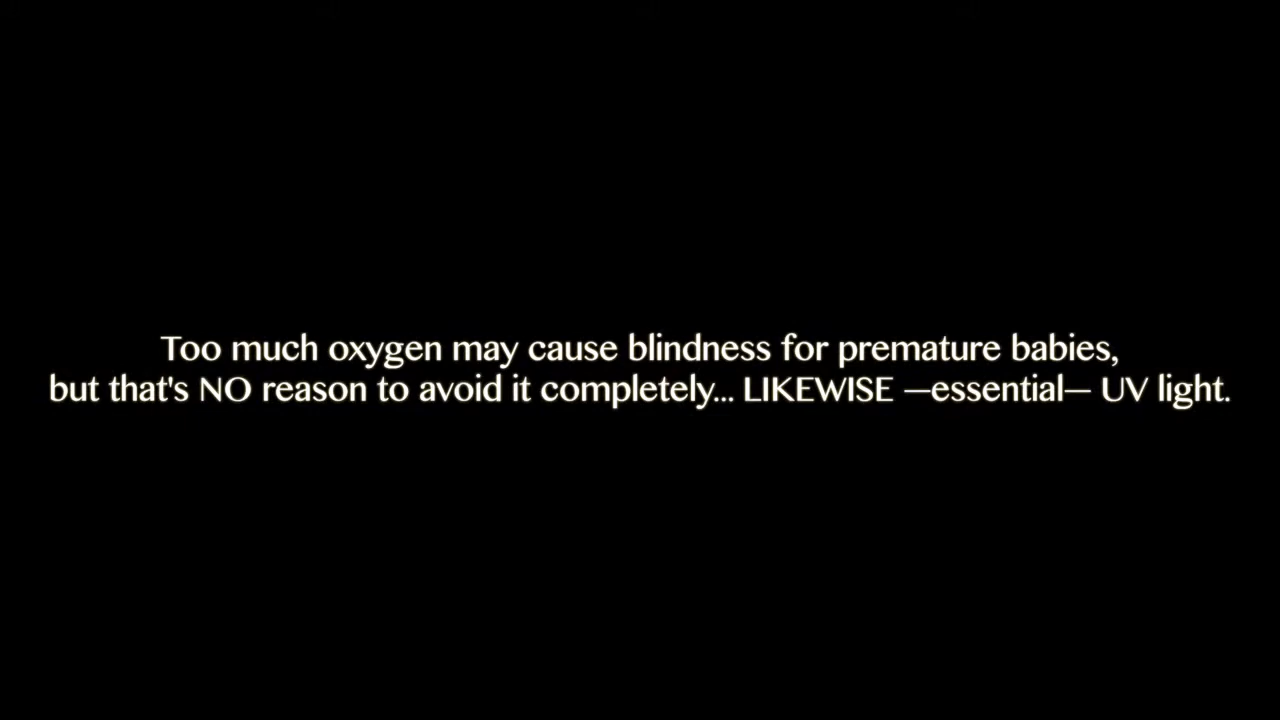 Too much oxygen may cause blindness for premature babies,
but that's NO reason to avoid it completely... LIKEWISE —essential— UV light.